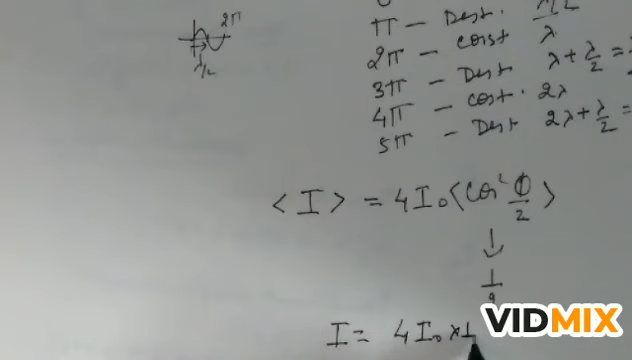 2π
λ/2
π - Dest. λ/2
2π - Const λ
3π - Dest λ + λ/2 =
4π - Const. 2λ
5π - Dest 2λ + λ/2 =
<I> = 4I₀ <cos² ϕ/2>
1
I = 4I₀ × 1
VIDMIX